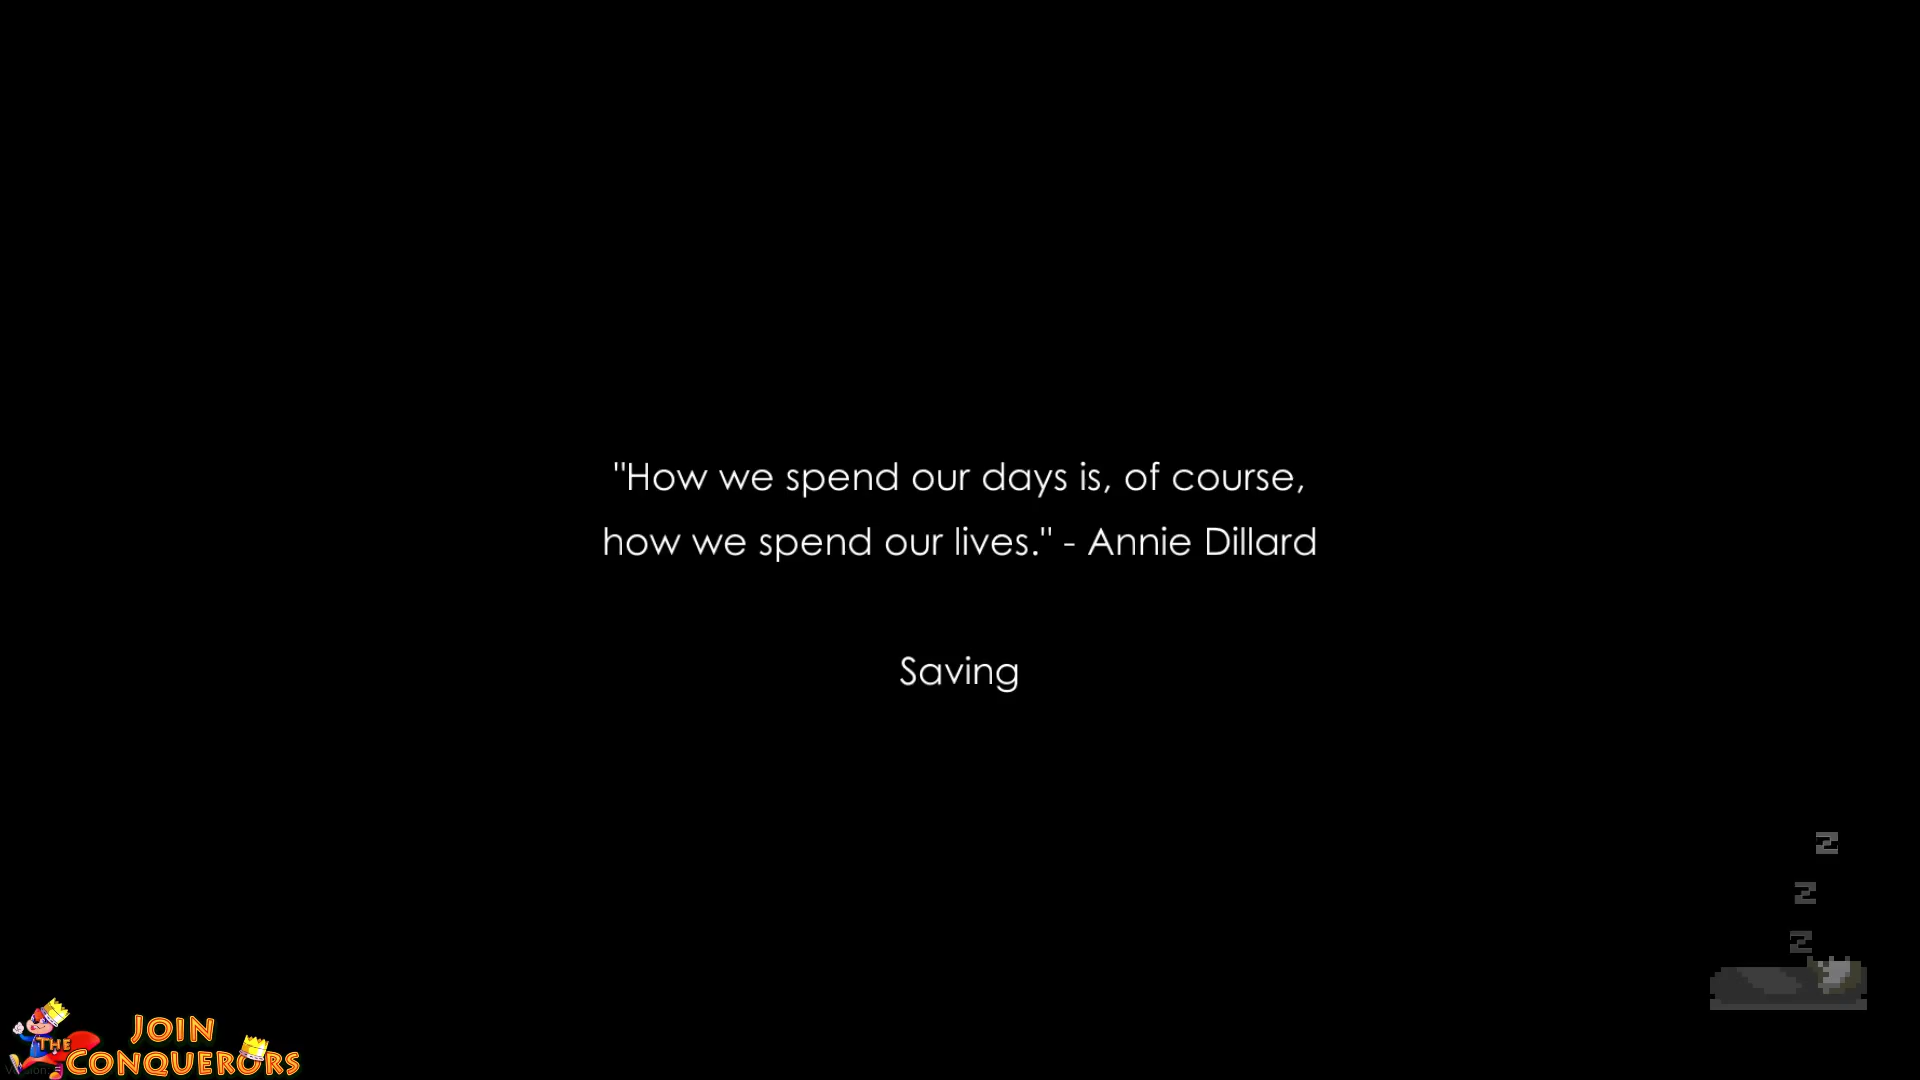 "How we spend our days is, of course,
how we spend our lives." - Annie Dillard
Saving
z
z
z
JOIN
THE
CONQUERORS